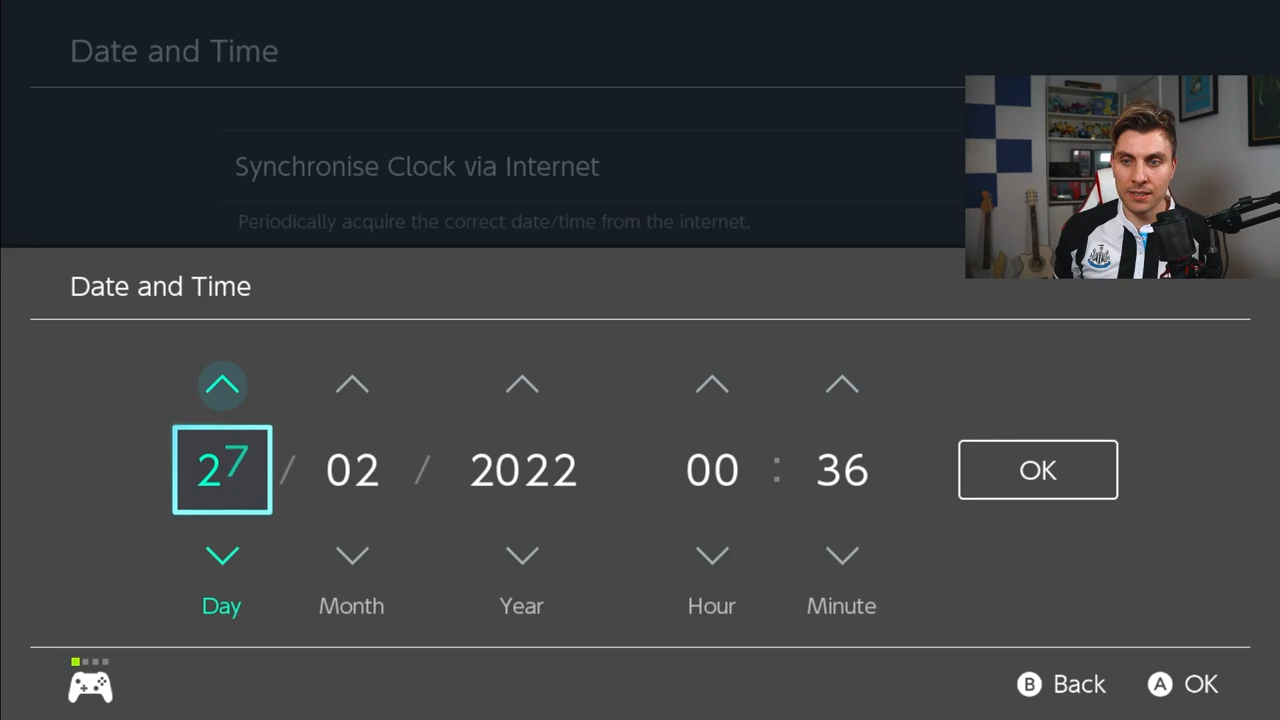 Date and Time
Synchronise Clock via Internet
Periodically acquire the correct date/time from the internet.
Date and Time
27 / 02 / 2022 00 : 36 OK
Day Month Year Hour Minute
B Back A OK